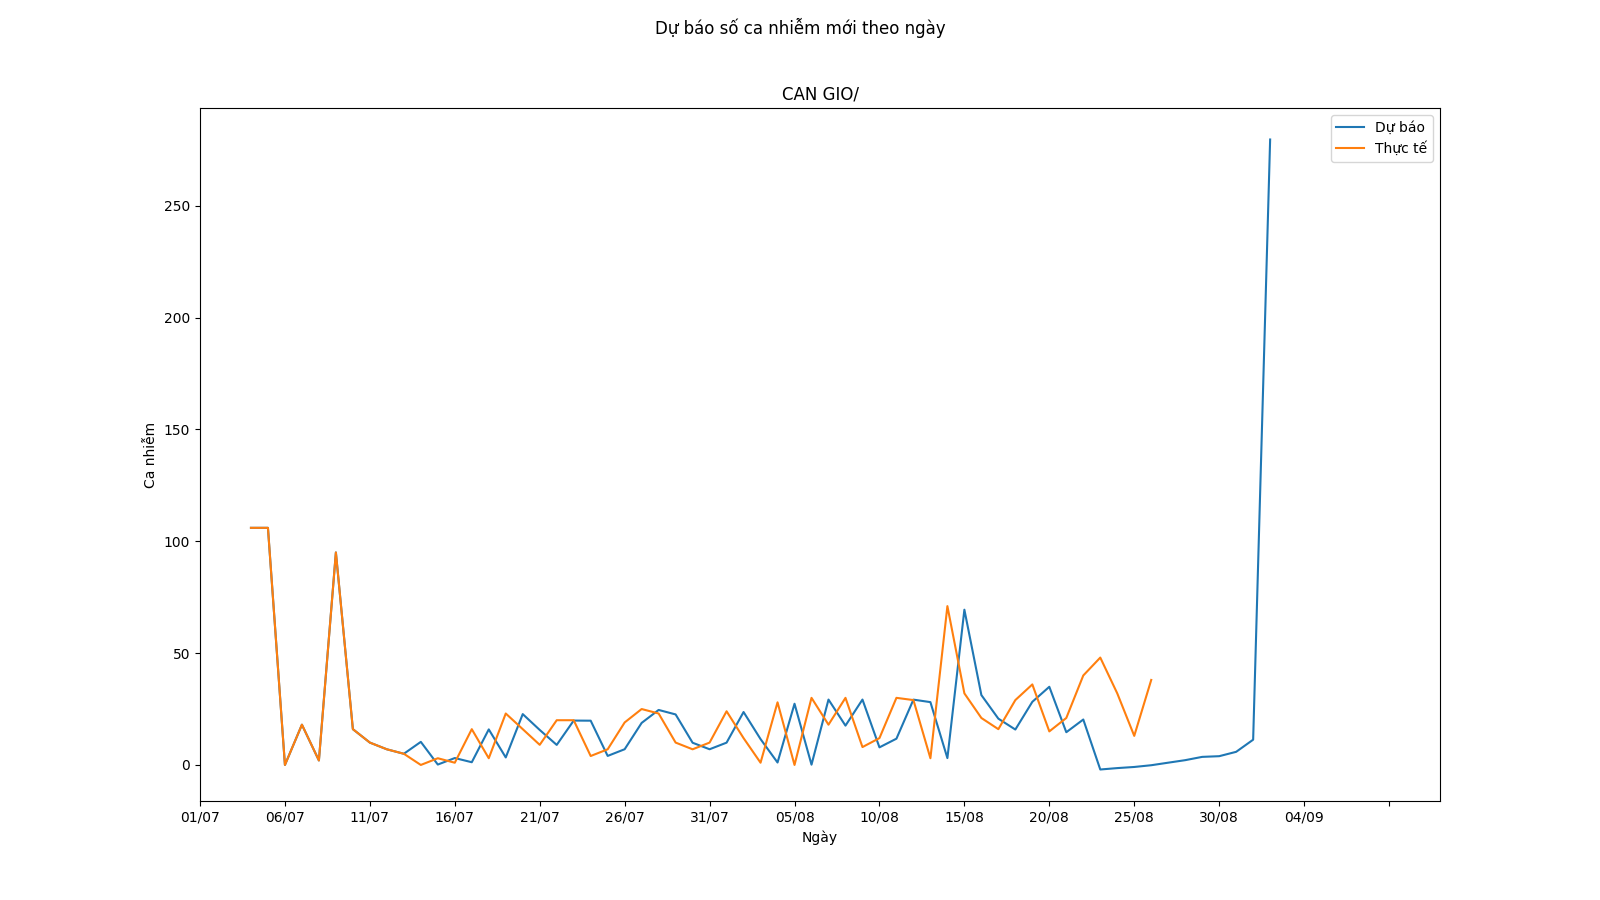 Dự báo số ca nhiễm mới theo ngày
CAN GIO/
Dự báo
Thực tế
250
200
150
100
50
0
Ca nhiễm
01/07 06/07 11/07 16/07 21/07 26/07 31/07 05/08 10/08 15/08 20/08 25/08 30/08 04/09
Ngày